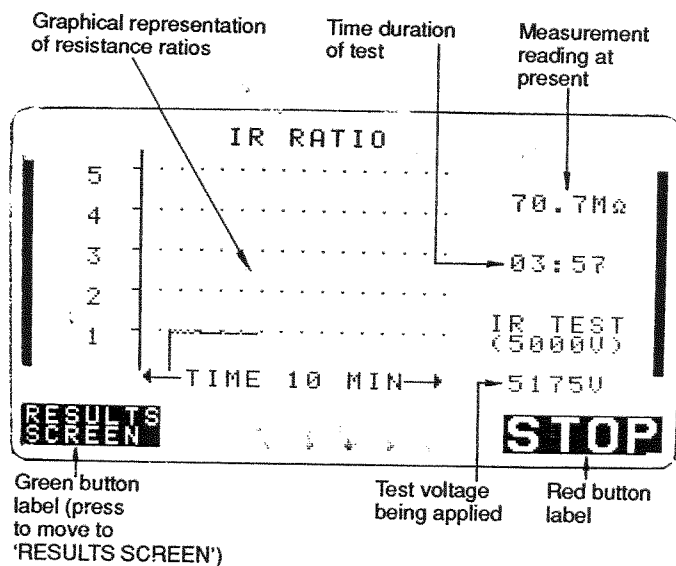 Graphical representation
of resistance ratios
Time duration
of test
Measurement
reading at
present
IR RATIO
5
4
3
2
1
70.7MΩ
03:57
IR TEST
(5000V)
5175V
TIME 10 MIN
RESULTS
SCREEN
STOP
Green button
label (press
to move to
'RESULTS SCREEN')
Test voltage
being applied
Red button
label